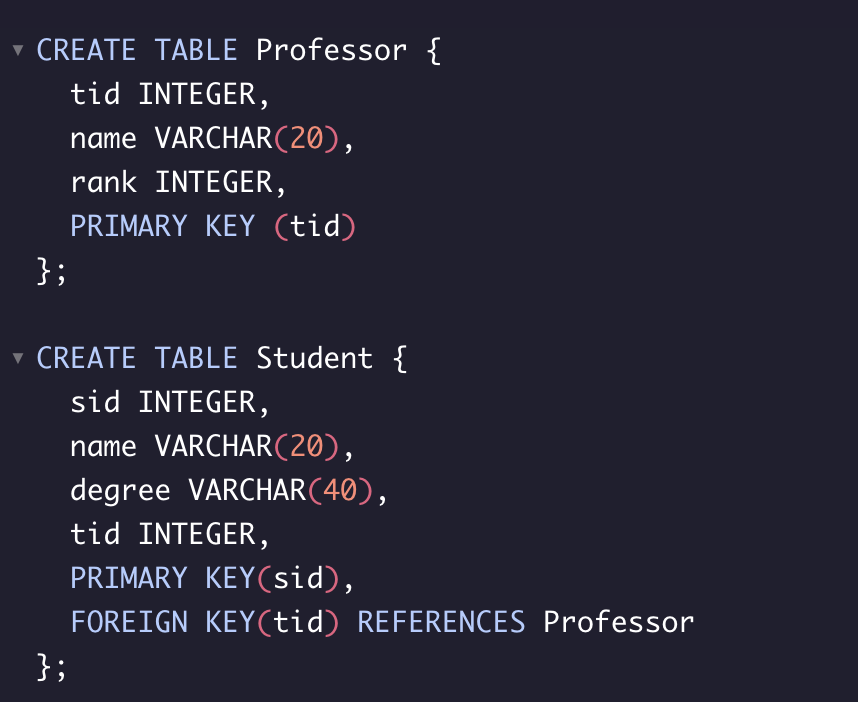 CREATE TABLE Professor {
tid INTEGER,
name VARCHAR(20),
rank INTEGER,
PRIMARY KEY (tid)
};
CREATE TABLE Student {
sid INTEGER,
name VARCHAR(20),
degree VARCHAR(40),
tid INTEGER,
PRIMARY KEY(sid),
FOREIGN KEY(tid) REFERENCES Professor
};